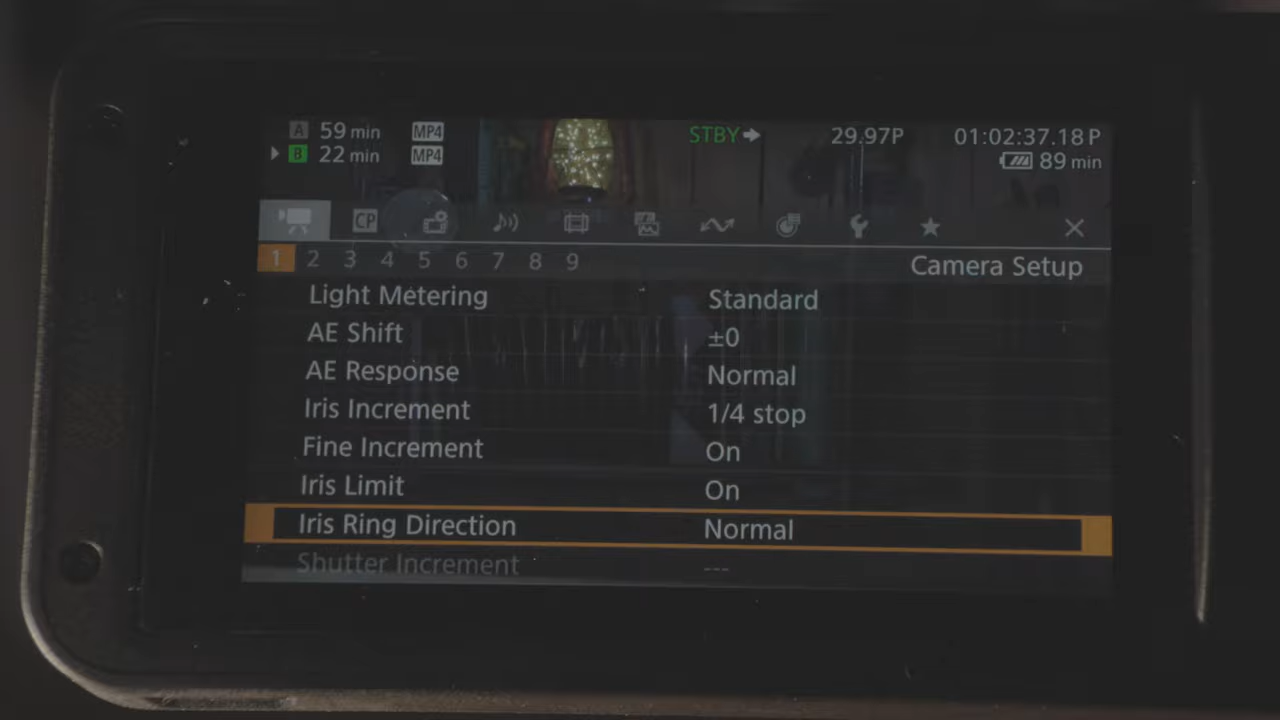 A 59 min MP4 STBY 29.97P 01:02:37.18 P
B 22 min MP4 89 min
CP
1 2 3 4 5 6 7 8 9 Camera Setup
Light Metering Standard
AE Shift ±0
AE Response Normal
Iris Increment 1/4 stop
Fine Increment On
Iris Limit On
Iris Ring Direction Normal
Shutter Increment ---